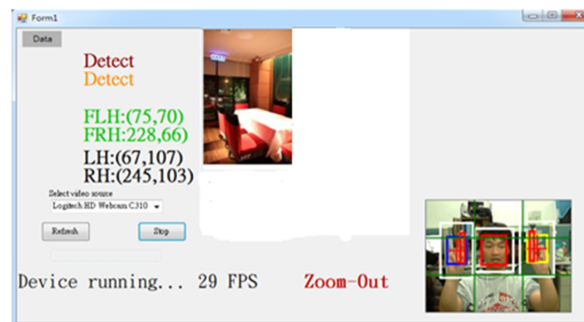 Form1
Data
Detect
Detect
FLH:(75,70)
FRH:228,66)
LH:(67,107)
RH:(245,103)
Select video source
Logitech HD Webcam C310
Refresh
Stop
Device running... 29 FPS
Zoom-Out